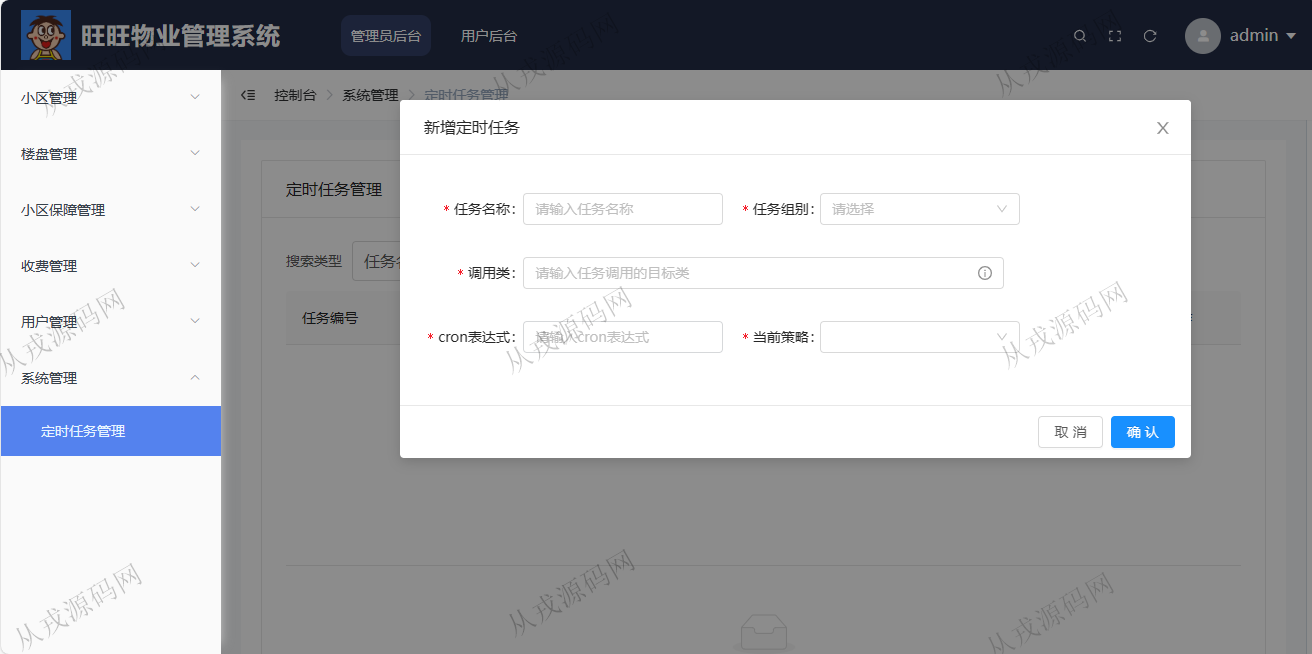 旺旺物业管理系统
管理员后台
用户后台
admin
小区管理
楼盘管理
小区保障管理
收费管理
用户管理
系统管理
定时任务管理
控制台 > 系统管理 > 定时任务管理
定时任务管理
搜索类型
任务
任务编号
新增定时任务
* 任务名称: 请输入任务名称
* 任务组别: 请选择
* 调用类: 请输入任务调用的目标类
* cron表达式: 请输入cron表达式
* 当前策略:
取 消
确 认
从戎源码网
从戎源码网
从戎源码网
从戎源码网
从戎源码网
从戎源码网
从戎源码网
从戎源码网
从戎源码网